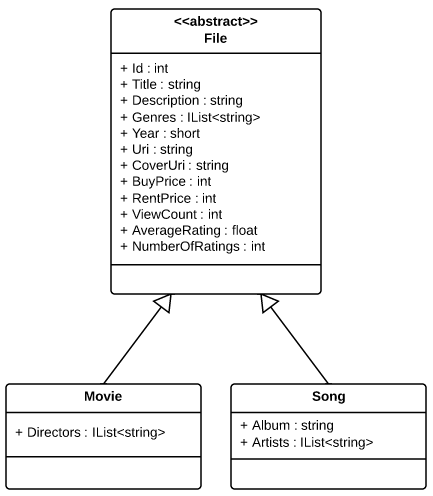 <<abstract>>
File
+ Id : int
+ Title : string
+ Description : string
+ Genres : IList<string>
+ Year : short
+ Uri : string
+ CoverUri : string
+ BuyPrice : int
+ RentPrice : int
+ ViewCount : int
+ AverageRating : float
+ NumberOfRatings : int
Movie
+ Directors : IList<string>
Song
+ Album : string
+ Artists : IList<string>